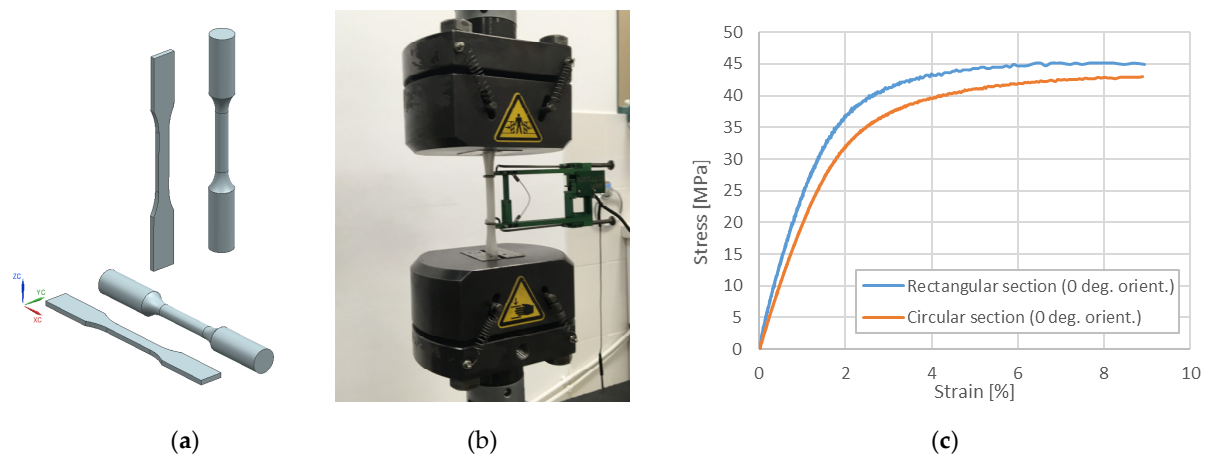 ZC
YC
XC
50
45
40
35
30
25
20
15
10
5
0
Stress [MPa]
Rectangular section (0 deg. orient.)
Circular section (0 deg. orient.)
0 2 4 6 8 10
Strain [%]
(a) (b) (c)